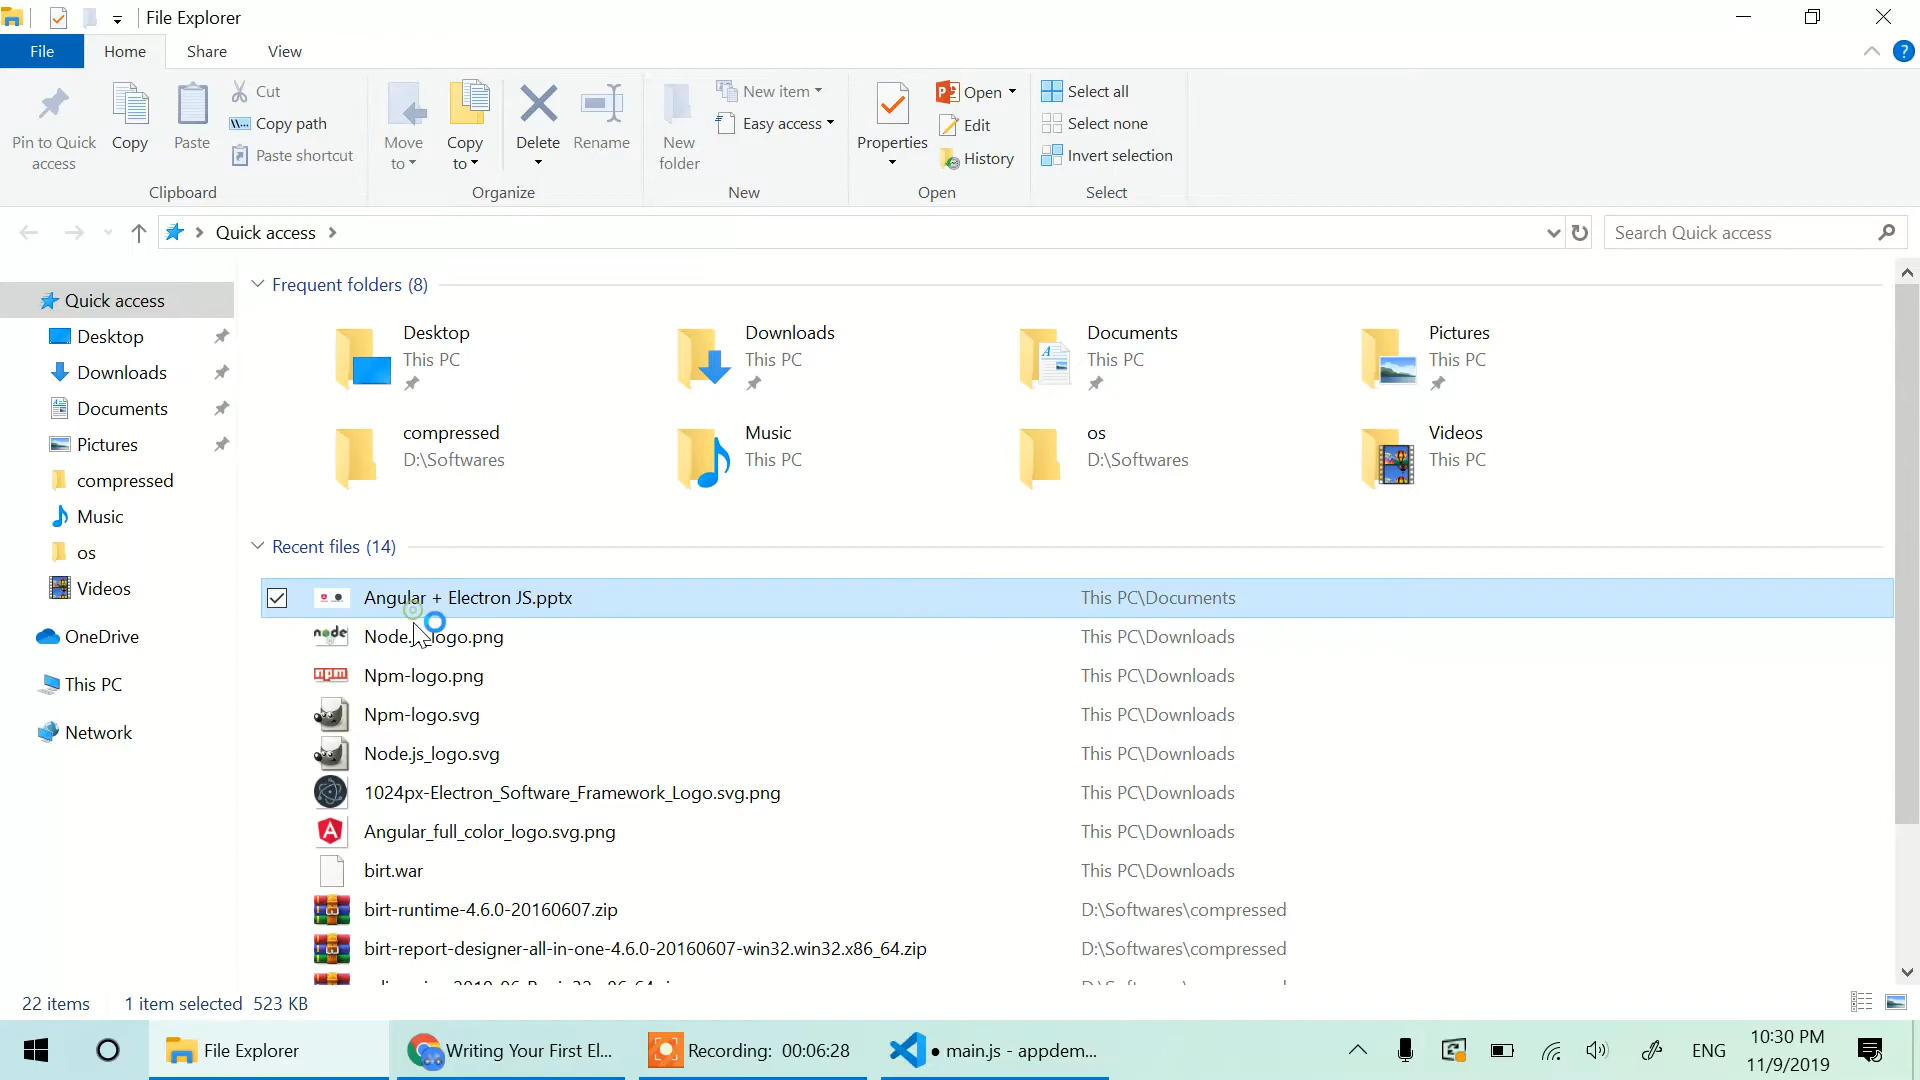 File Explorer
File Home Share View
Pin to Quick access
Copy
Paste
Cut
Copy path
Paste shortcut
Clipboard
Move to
Copy to
Delete
Rename
Organize
New folder
New item
Easy access
New
Properties
Open
Edit
History
Open
Select all
Select none
Invert selection
Select
Quick access
Search Quick access
Quick access
Desktop
Downloads
Documents
Pictures
compressed
Music
os
Videos
OneDrive
This PC
Network
Frequent folders (8)
Desktop
This PC
Downloads
This PC
Documents
This PC
Pictures
This PC
compressed
D:\Softwares
Music
This PC
os
D:\Softwares
Videos
This PC
Recent files (14)
Angular + Electron JS.pptx This PC\Documents
Node.js_logo.png This PC\Downloads
Npm-logo.png This PC\Downloads
Npm-logo.svg This PC\Downloads
Node.js_logo.svg This PC\Downloads
1024px-Electron_Software_Framework_Logo.svg.png This PC\Downloads
Angular_full_color_logo.svg.png This PC\Downloads
birt.war This PC\Downloads
birt-runtime-4.6.0-20160607.zip D:\Softwares\compressed
birt-report-designer-all-in-one-4.6.0-20160607-win32.win32.x86_64.zip D:\Softwares\compressed
22 items 1 item selected 523 KB
File Explorer
Writing Your First El...
Recording: 00:06:28
● main.js - appdem...
ENG
10:30 PM
11/9/2019